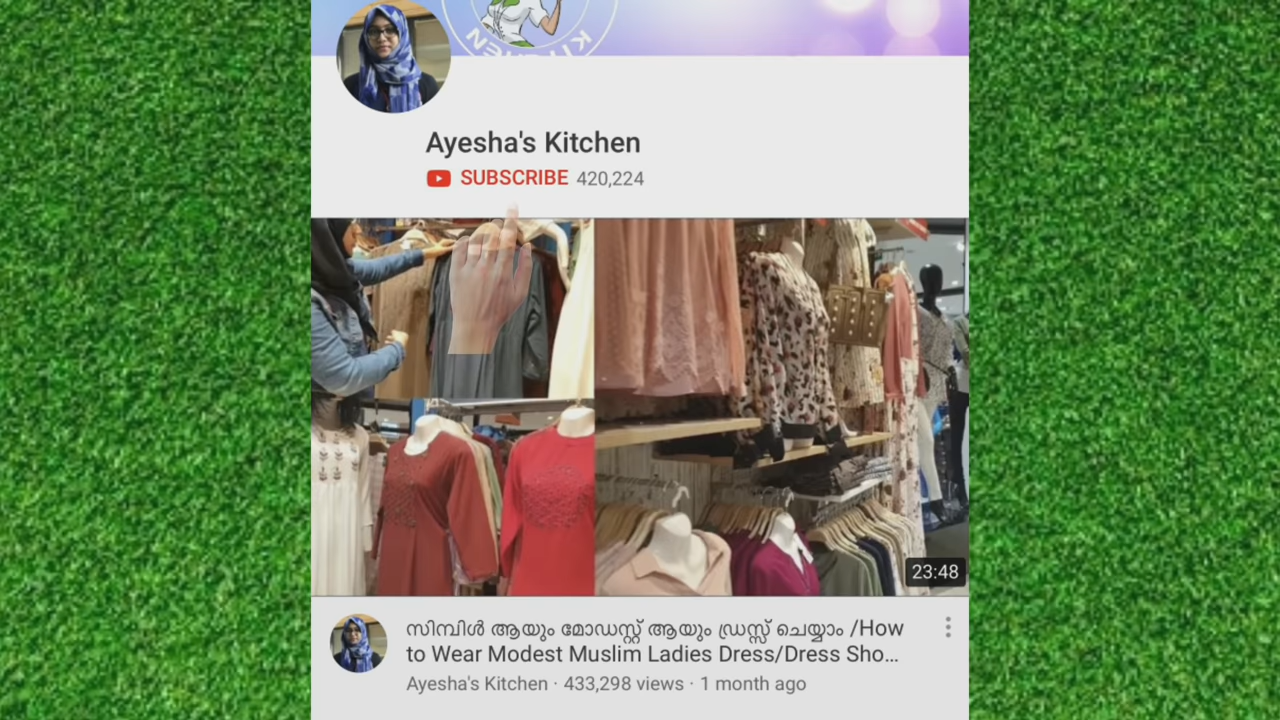 KITCHEN
Ayesha's Kitchen
SUBSCRIBE 420,224
23:48
സിമ്പിൾ ആയും മോഡസ്റ്റ് ആയും ഡ്രസ്സ് ചെയ്യാം /How
to Wear Modest Muslim Ladies Dress/Dress Sho...
Ayesha's Kitchen · 433,298 views · 1 month ago